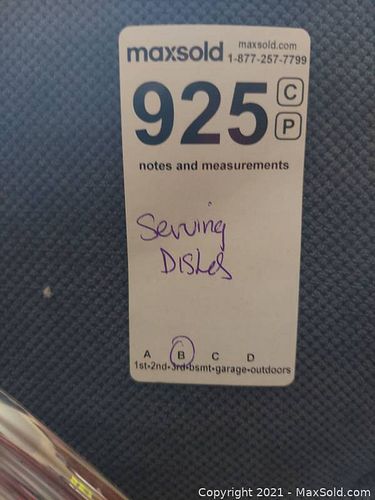 maxsold
maxsold.com
1-877-257-7799
925
C
P
notes and measurements
Serving
Dishes
A B C D
1st-2nd-3rd-bsmt-garage-outdoors
Copyright 2021 - MaxSold.com